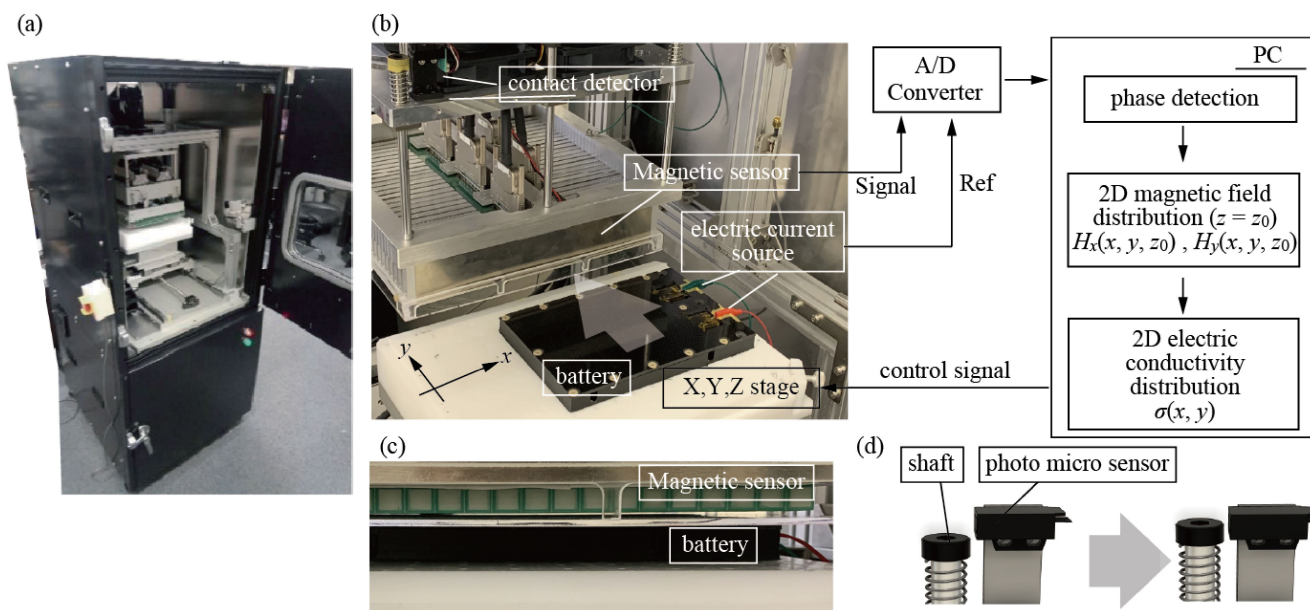 (a)
(b)
contact detector
Magnetic sensor
electric current
source
battery
y
x
X,Y,Z stage
A/D
Converter
Signal
Ref
control signal
PC
phase detection
2D magnetic field
distribution (z = z0)
Hx(x, y, z0) , Hy(x, y, z0)
2D electric
conductivity
distribution
σ(x, y)
(c)
Magnetic sensor
battery
(d)
shaft
photo micro sensor